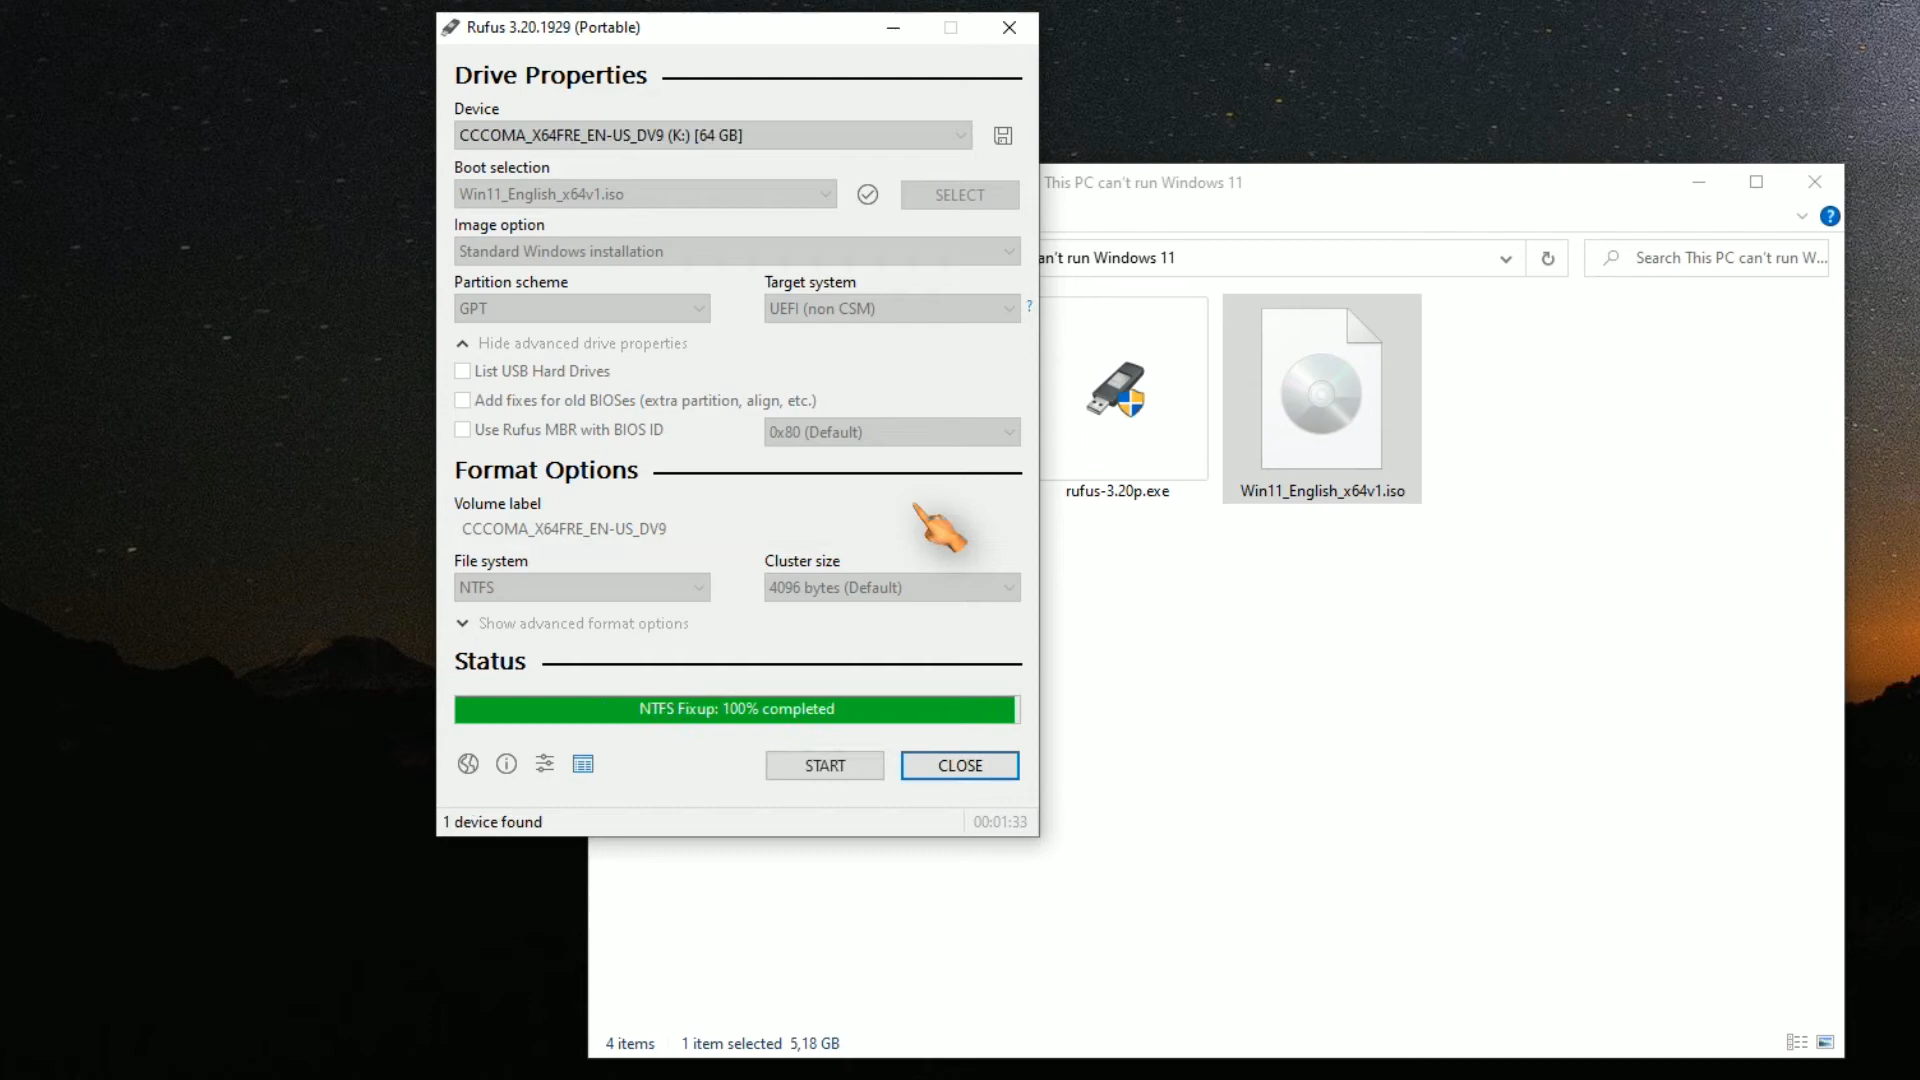 Rufus 3.20.1929 (Portable)
Drive Properties
Device
CCCOMA_X64FRE_EN-US_DV9 (K:) [64 GB]
Boot selection
Win11_English_x64v1.iso
SELECT
Image option
Standard Windows installation
Partition scheme
Target system
GPT
UEFI (non CSM)
?
Hide advanced drive properties
List USB Hard Drives
Add fixes for old BIOSes (extra partition, align, etc.)
Use Rufus MBR with BIOS ID
0x80 (Default)
Format Options
Volume label
CCCOMA_X64FRE_EN-US_DV9
File system
Cluster size
NTFS
4096 bytes (Default)
Show advanced format options
Status
NTFS Fixup: 100% completed
START
CLOSE
1 device found
00:01:33
This PC can't run Windows 11
?
an't run Windows 11
Search This PC can't run W...
rufus-3.20p.exe
Win11_English_x64v1.iso
4 items
1 item selected 5,18 GB